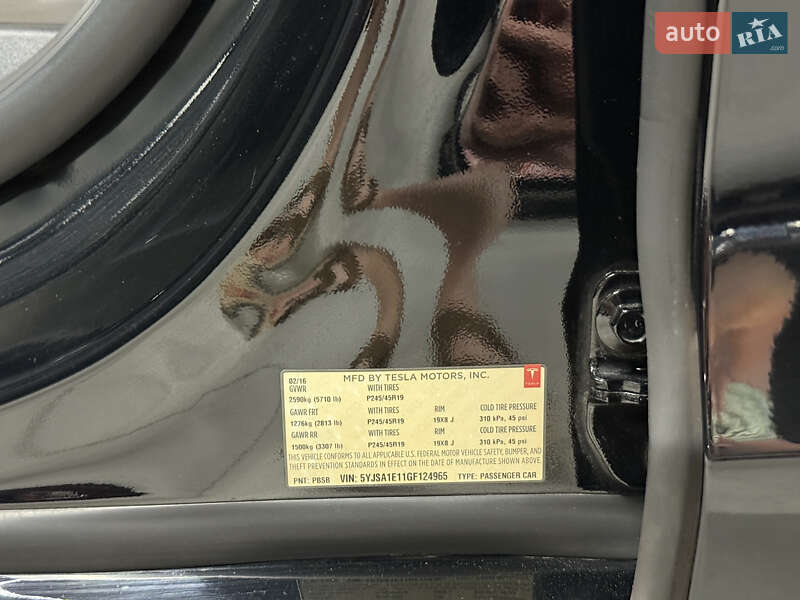 auto RIA.com
02/16 MFD BY TESLA MOTORS, INC.
GVWR WITH TIRES
2590kg (5710 lb) P245/45R19
GAWR FRT WITH TIRES RIM COLD TIRE PRESSURE
1276kg (2813 lb) P245/45R19 19X8 J 310 kPa, 45 psi
GAWR RR WITH TIRES RIM COLD TIRE PRESSURE
1500kg (3307 lb) P245/45R19 19X8 J 310 kPa, 45 psi
THIS VEHICLE CONFORMS TO ALL APPLICABLE U.S. FEDERAL MOTOR VEHICLE SAFETY, BUMPER, AND
THEFT PREVENTION STANDARDS IN EFFECT ON THE DATE OF MANUFACTURE SHOWN ABOVE.
PNT: PBSB VIN: 5YJSA1E11GF124965 TYPE: PASSENGER CAR
TESLA